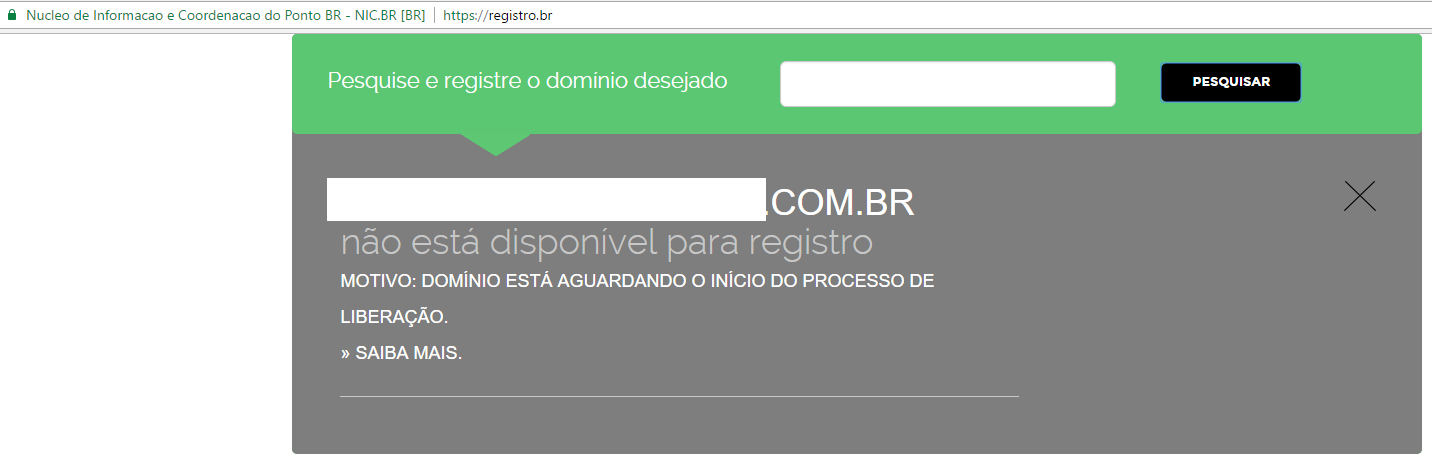 Nucleo de Informacao e Coordenacao do Ponto BR - NIC.BR [BR] | https://registro.br
Pesquise e registre o domínio desejado
PESQUISAR
.COM.BR
não está disponível para registro
MOTIVO: DOMÍNIO ESTÁ AGUARDANDO O INÍCIO DO PROCESSO DE
LIBERAÇÃO.
» SAIBA MAIS.